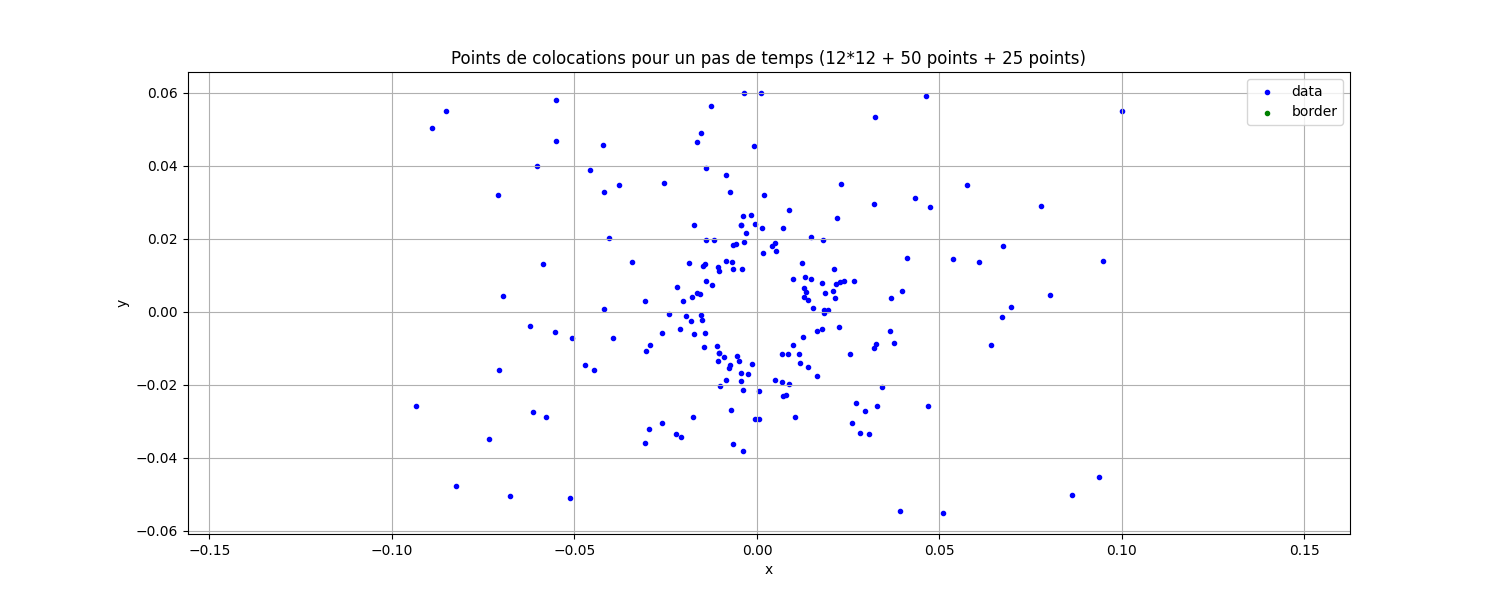 Points de colocations pour un pas de temps (12*12 + 50 points + 25 points)
data
border
0.06
0.04
0.02
0.00
−0.02
−0.04
−0.06
y
−0.15
−0.10
−0.05
0.00
0.05
0.10
0.15
x